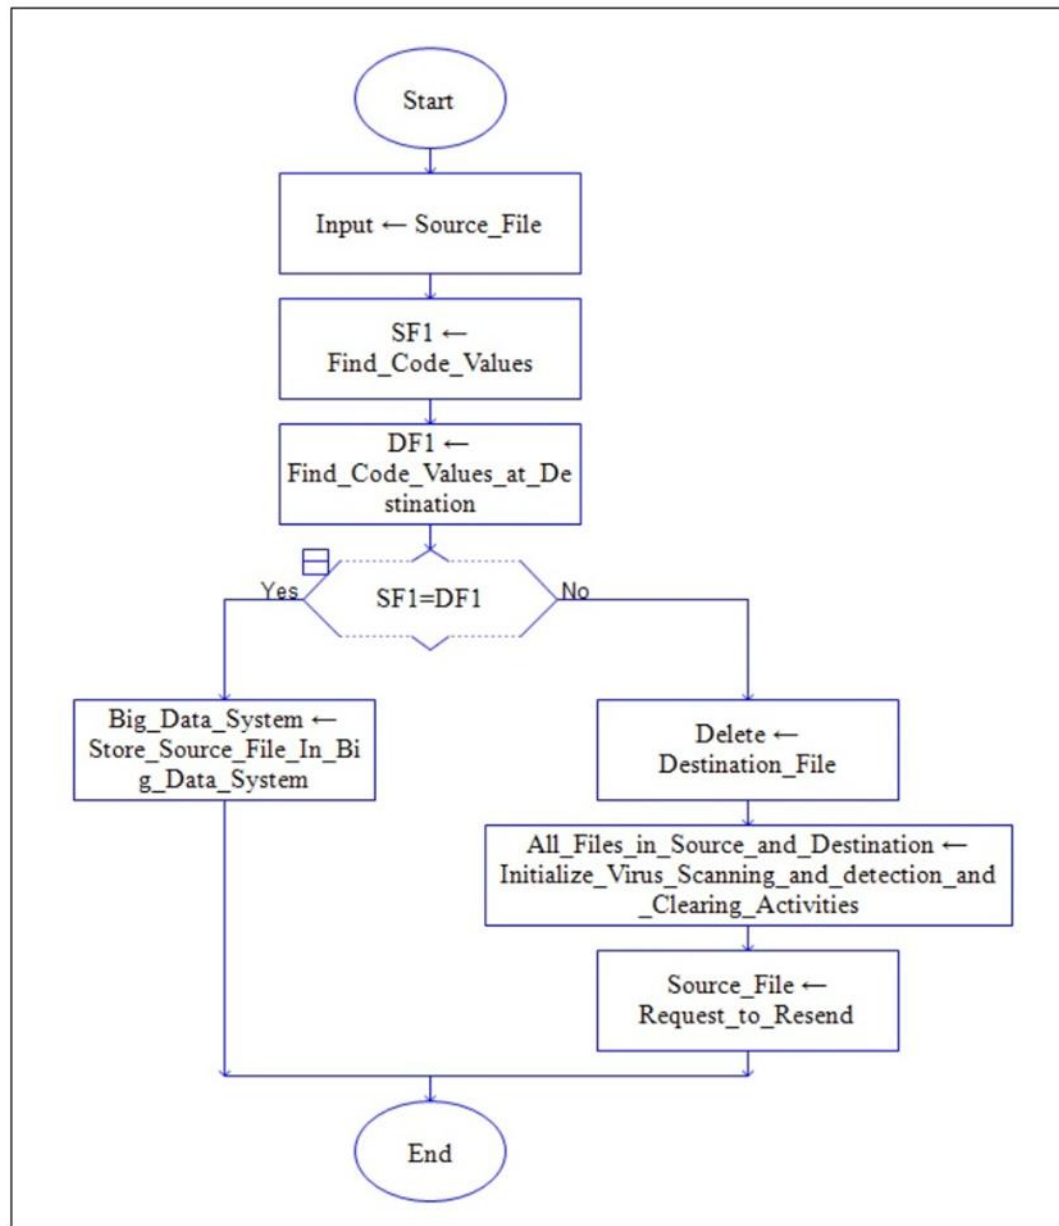 Start
Input ← Source_File
SF1 ←
Find_Code_Values
DF1 ←
Find_Code_Values_at_De
stination
SF1=DF1
Yes
No
Big_Data_System ←
Store_Source_File_In_Bi
g_Data_System
Delete ←
Destination_File
All_Files_in_Source_and_Destination ←
Initialize_Virus_Scanning_and_detection_and
_Clearing_Activities
Source_File ←
Request_to_Resend
End